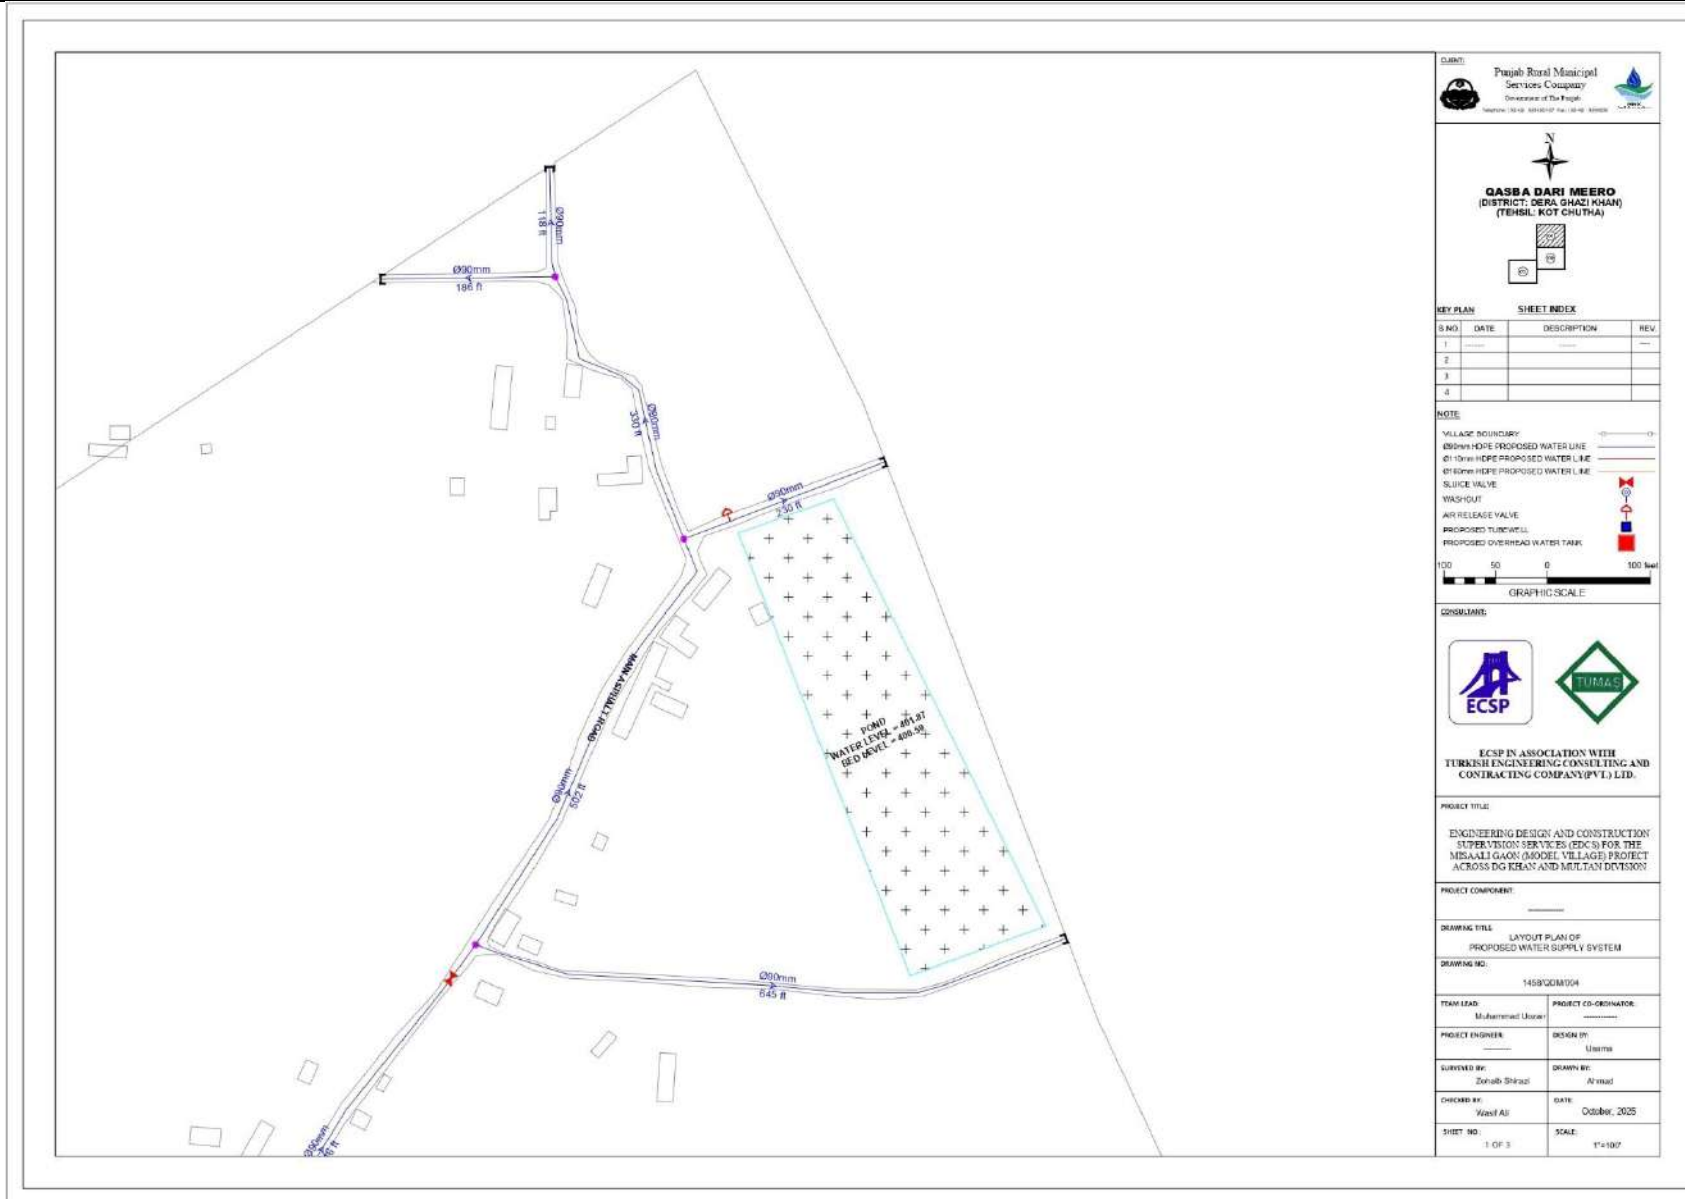 Ø90mm
118 ft
Ø90mm
186 ft
Ø90mm
330 ft
Ø90mm
230 ft
MAIN ASPHALT ROAD
POND
WATER LEVEL = 401.87
BED LEVEL = 400.59
Ø90mm
502 ft
Ø90mm
645 ft
Ø90mm
CLIENT:
Punjab Rural Municipal
Services Company
Government of The Punjab
N
QASBA DARI MEERO
(DISTRICT: DERA GHAZI KHAN)
(TEHSIL: KOT CHUTHA)
KEY PLAN SHEET INDEX
S.NO DATE DESCRIPTION REV.
1
2
3
4
NOTE:
VILLAGE BOUNDARY
Ø90mm HDPE PROPOSED WATER LINE
Ø110mm HDPE PROPOSED WATER LINE
Ø160mm HDPE PROPOSED WATER LINE
SLUICE VALVE
WASHOUT
AIR RELEASE VALVE
PROPOSED TUBEWELL
PROPOSED OVERHEAD WATER TANK
100 50 0 100 feet
GRAPHIC SCALE
CONSULTANT:
ECSP
TUMAŞ
ECSP IN ASSOCIATION WITH
TURKISH ENGINEERING CONSULTING AND
CONTRACTING COMPANY(PVT.) LTD.
PROJECT TITLE:
ENGINEERING DESIGN AND CONSTRUCTION
SUPERVISION SERVICES (EDCS) FOR THE
MISAALI GAON (MODEL VILLAGE) PROJECT
ACROSS DG KHAN AND MULTAN DIVISION
PROJECT COMPONENT:
DRAWING TITLE:
LAYOUT PLAN OF
PROPOSED WATER SUPPLY SYSTEM
DRAWING NO:
1458/QDM/004
TEAM LEAD: PROJECT CO-ORDINATOR:
Muhammad
PROJECT ENGINEER: DESIGN BY:
Usama
SURVEYED BY: DRAWN BY:
Zohaib Shirazi Ahmad
CHECKED BY: DATE:
Wasif Ali October, 2025
SHEET NO: SCALE:
1 OF 3 1"=100'